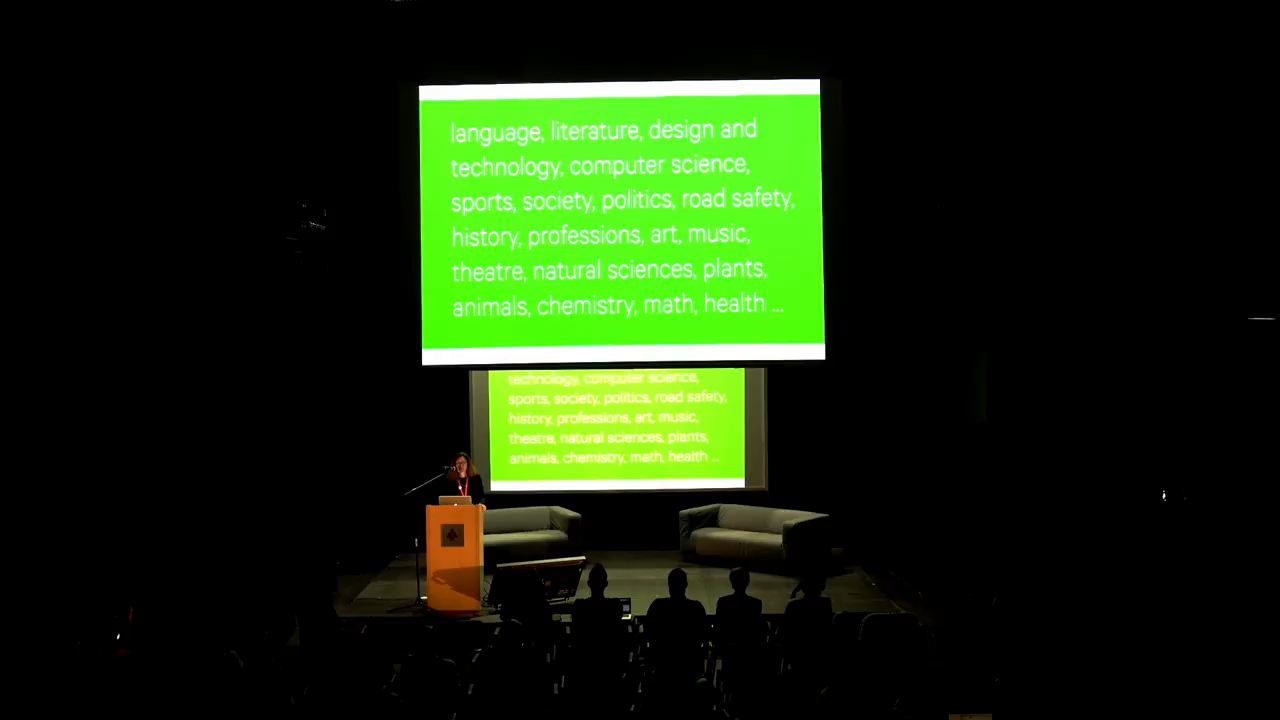 language, literature, design and
technology, computer science,
sports, society, politics, road safety,
history, professions, art, music,
theatre, natural sciences, plants,
animals, chemistry, math, health ...
technology, computer science,
sports, society, politics, road safety,
history, professions, art, music,
theatre, natural sciences, plants,
animals, chemistry, math, health ...